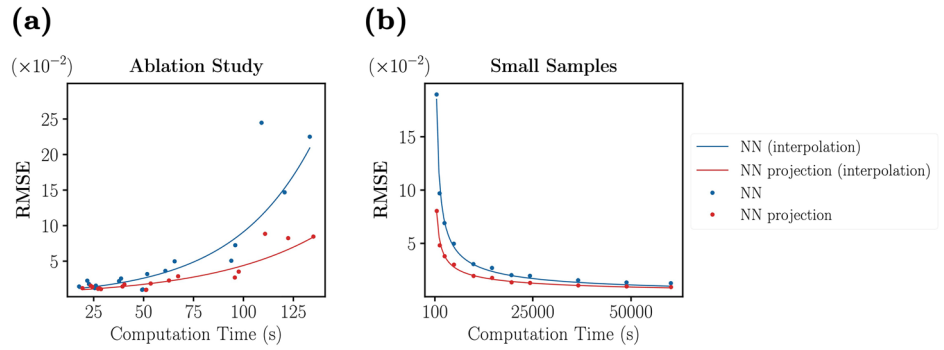 (a)
(×10⁻²)
Ablation Study
RMSE
25
20
15
10
5
25
50
75
100
125
Computation Time (s)
(b)
(×10⁻²)
Small Samples
RMSE
15
10
5
100
25000
50000
Computation Time (s)
NN (interpolation)
NN projection (interpolation)
NN
NN projection